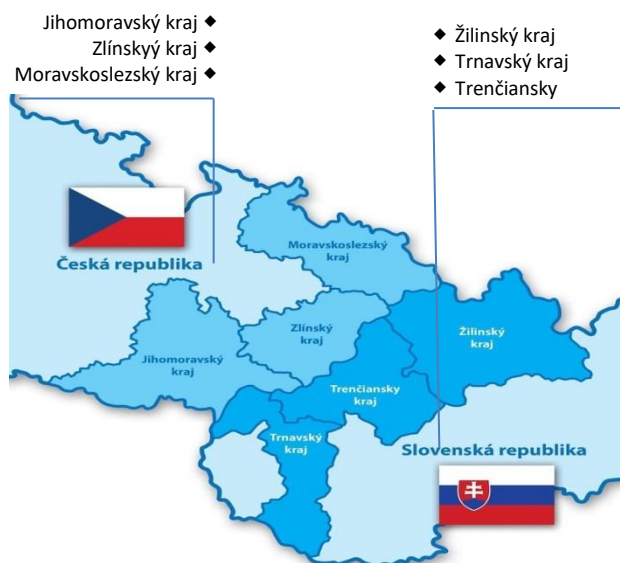 Jihomoravský kraj ◆
Zlínskyý kraj ◆
Moravskoslezský kraj ◆
◆ Žilinský kraj
◆ Trnavský kraj
◆ Trenčiansky
Moravskoslezský
kraj
Česká republika
Zlínský
kraj
Žilinský
kraj
Jihomoravský
kraj
Trenčiansky
kraj
Trnavský
kraj
Slovenská republika